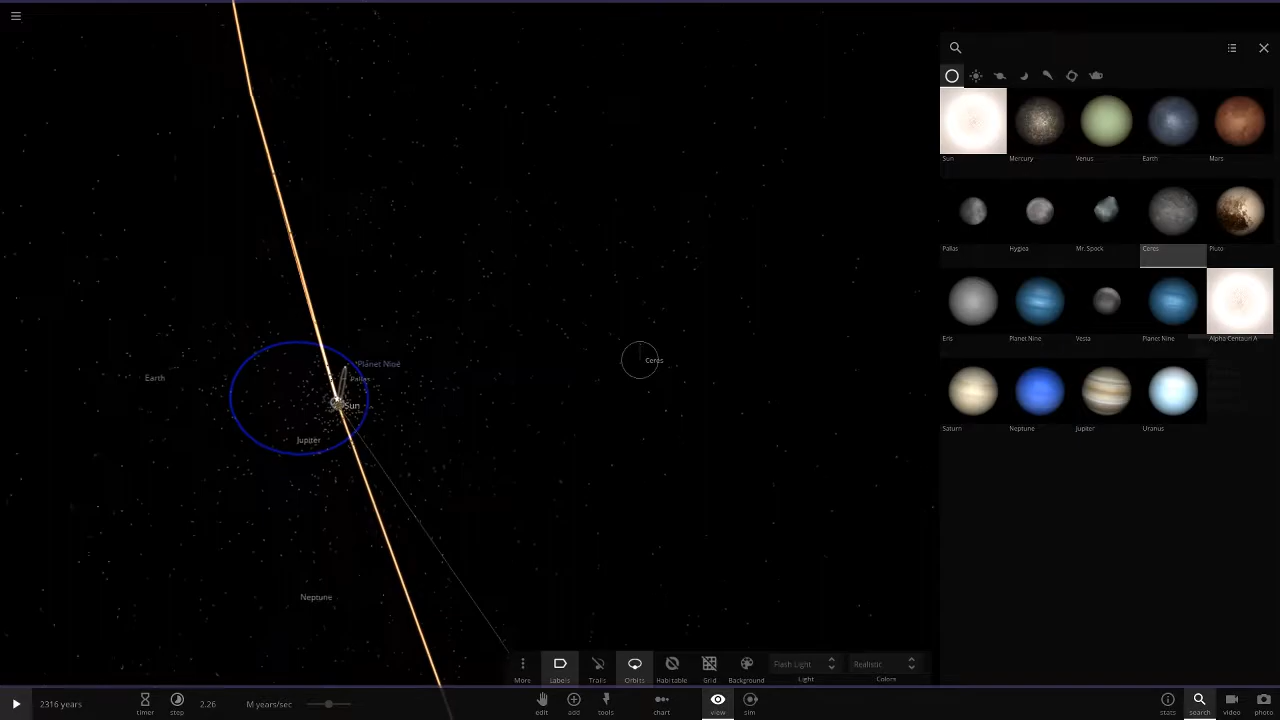 Sun Mercury Venus Earth Mars
Pallas Hygiea Mr. Spock Ceres Pluto
Eris Planet Nine Vesta Planet Nine Alpha Centauri A
Saturn Neptune Jupiter Uranus
Planet Nine
Ceres
Earth
Pallas
Sun
Jupiter
Neptune
More Labels Trails Orbits Habitable Grid Background
Flash Light
Light
Realistic
Colors
2316 years
timer
step
2.26
M years/sec
edit add tools chart view sim
stats search video photo